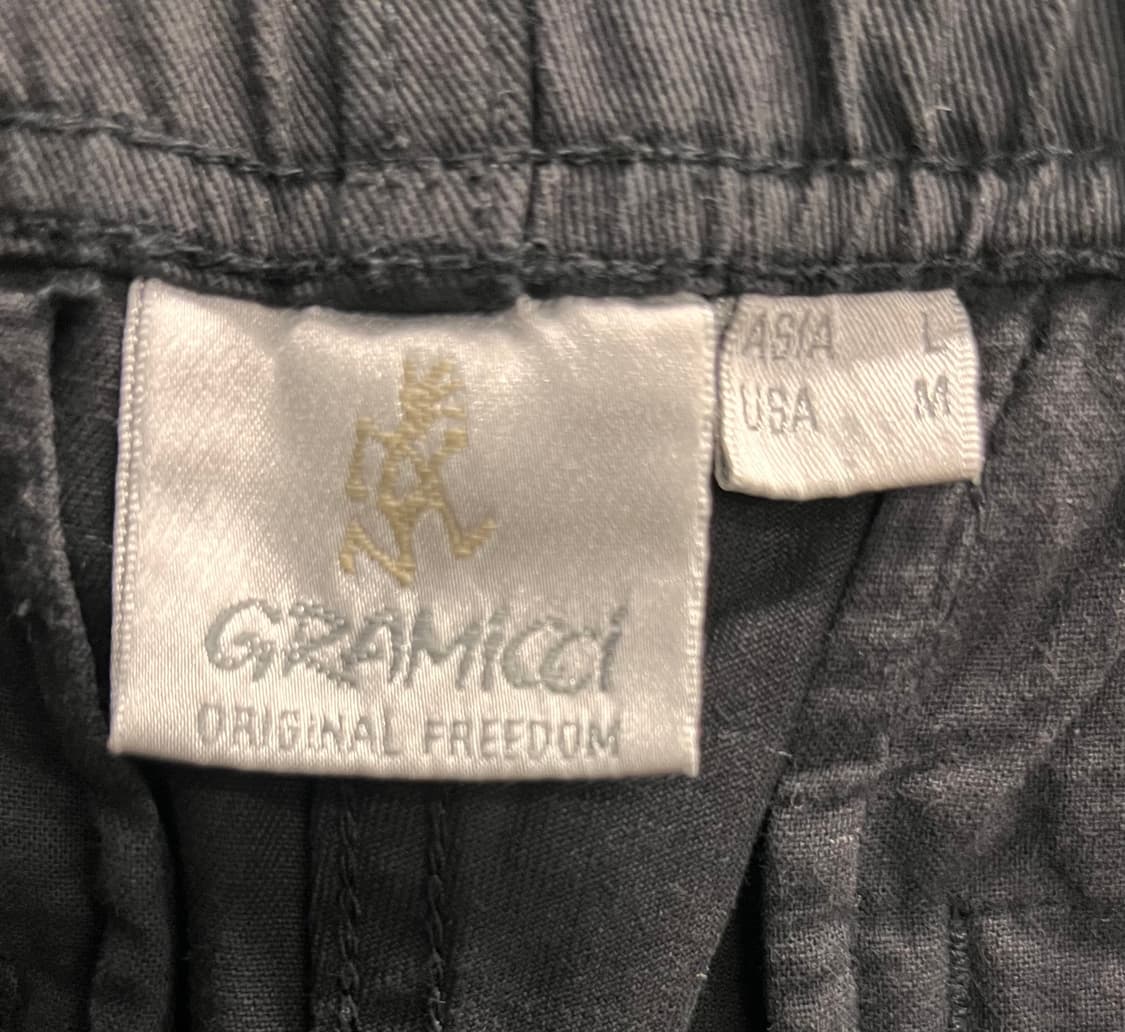 GRAMICCI
ORIGINAL FREEDOM
ASIA L
USA M